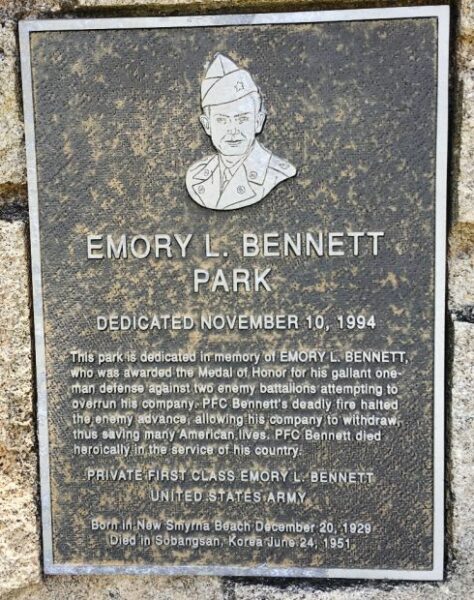 EMORY L. BENNETT
PARK
DEDICATED NOVEMBER 10, 1994
This park is dedicated in memory of EMORY L. BENNETT,
who was awarded the Medal of Honor for his gallant one-
man defense against two enemy battalions attempting to
overrun his company. PFC Bennett's deadly fire halted
the enemy advance, allowing his company to withdraw,
thus saving many American lives. PFC Bennett died
heroically in the service of his country.
PRIVATE FIRST CLASS EMORY L. BENNETT
UNITED STATES ARMY
Born in New Smyrna Beach December 20, 1929
Died in Sobangsan, Korea June 24, 1951